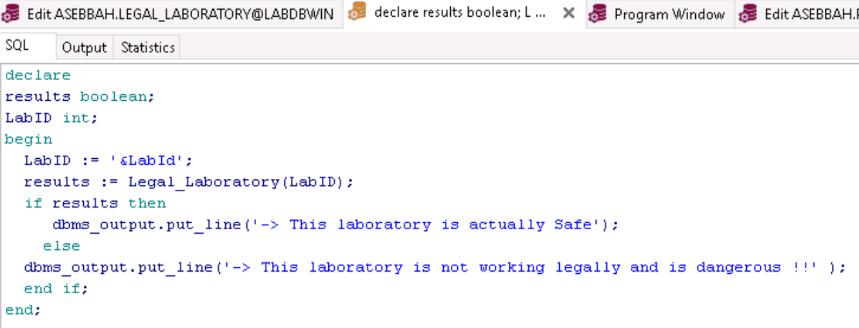 Edit ASEBBAH.LEGAL_LABORATORY@LABDBWIN
declare results boolean; L ...
Program Window
Edit ASEBBAH.
SQL
Output
Statistics
declare
results boolean;
LabID int;
begin
LabID := '&LabId';
results := Legal_Laboratory(LabID);
if results then
dbms_output.put_line('-> This laboratory is actually Safe');
else
dbms_output.put_line('-> This laboratory is not working legally and is dangerous !!' );
end if;
end;